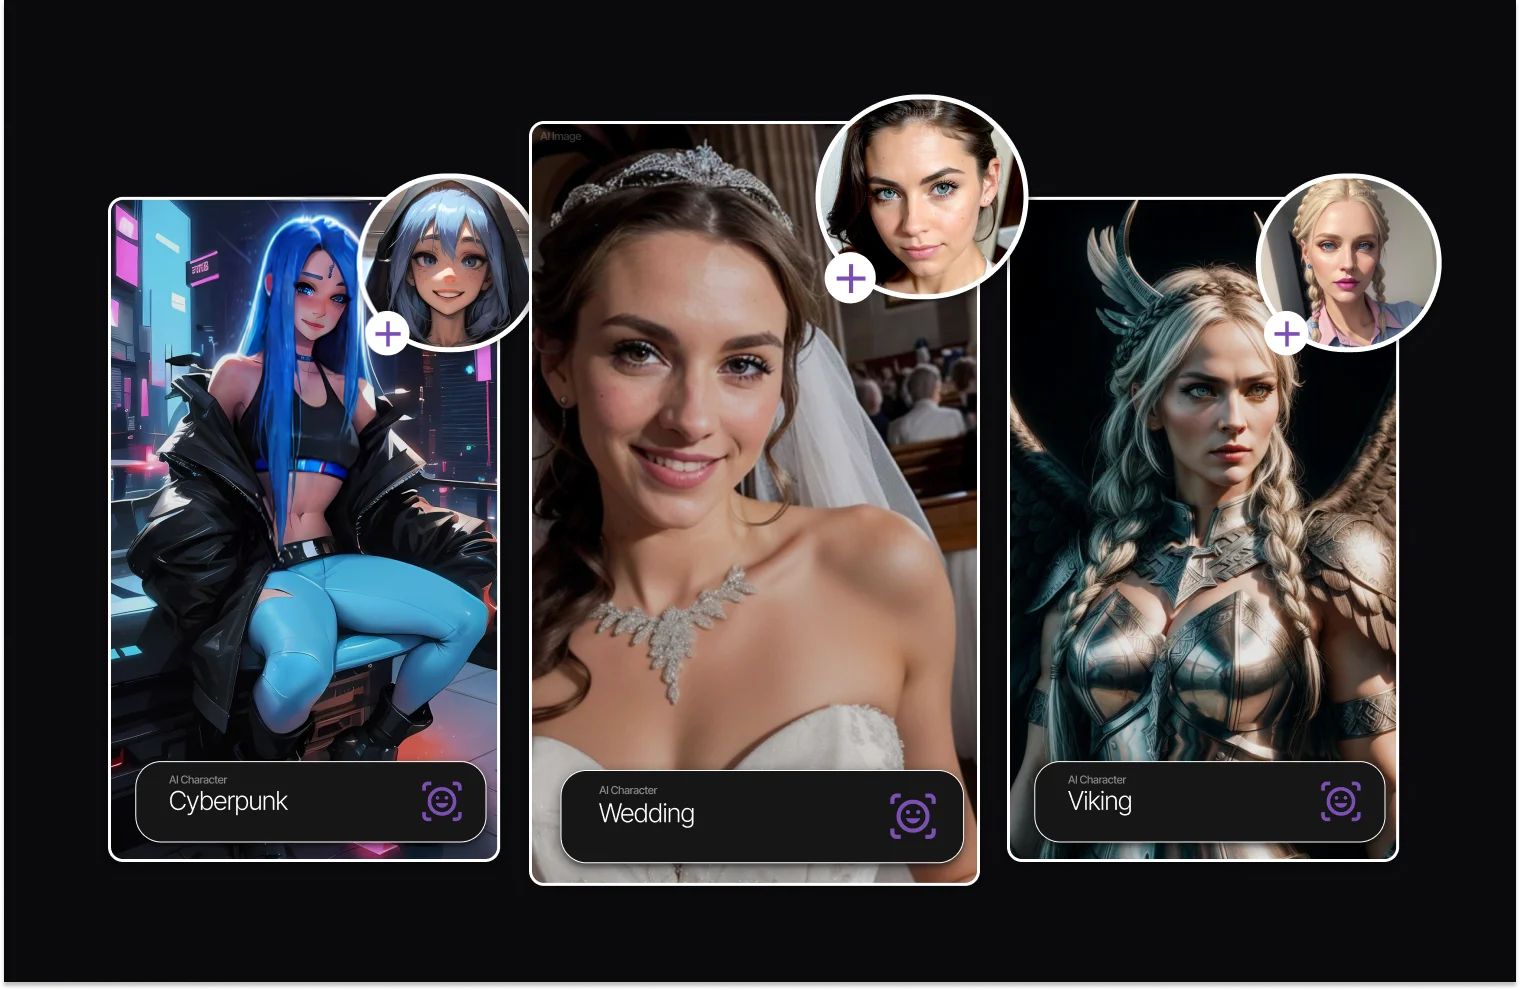 AI Image
AI Character
Cyberpunk
AI Character
Wedding
AI Character
Viking